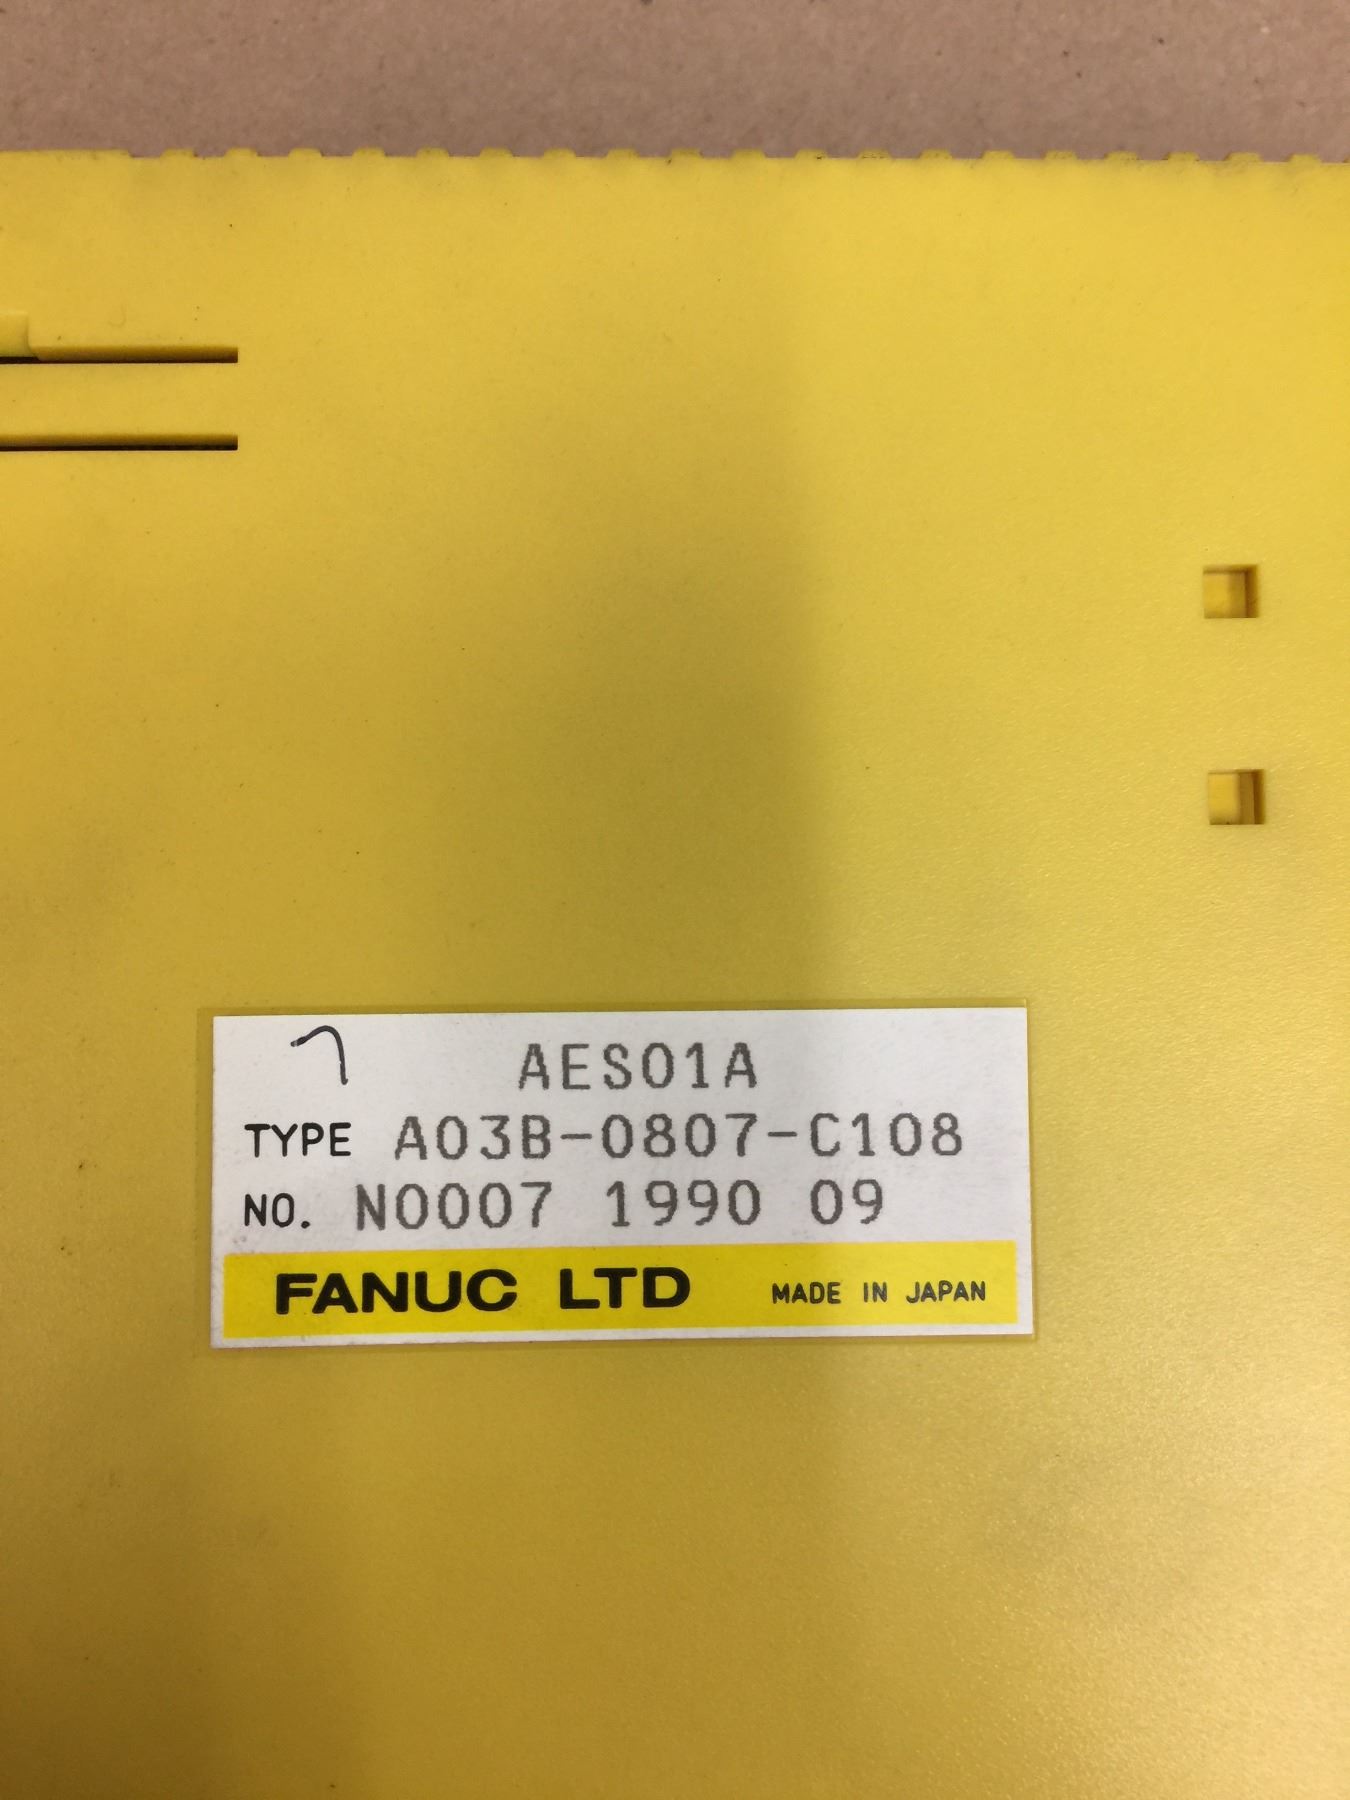 AES01A
TYPE A03B-0807-C108
NO. N0007 1990 09
FANUC LTD MADE IN JAPAN